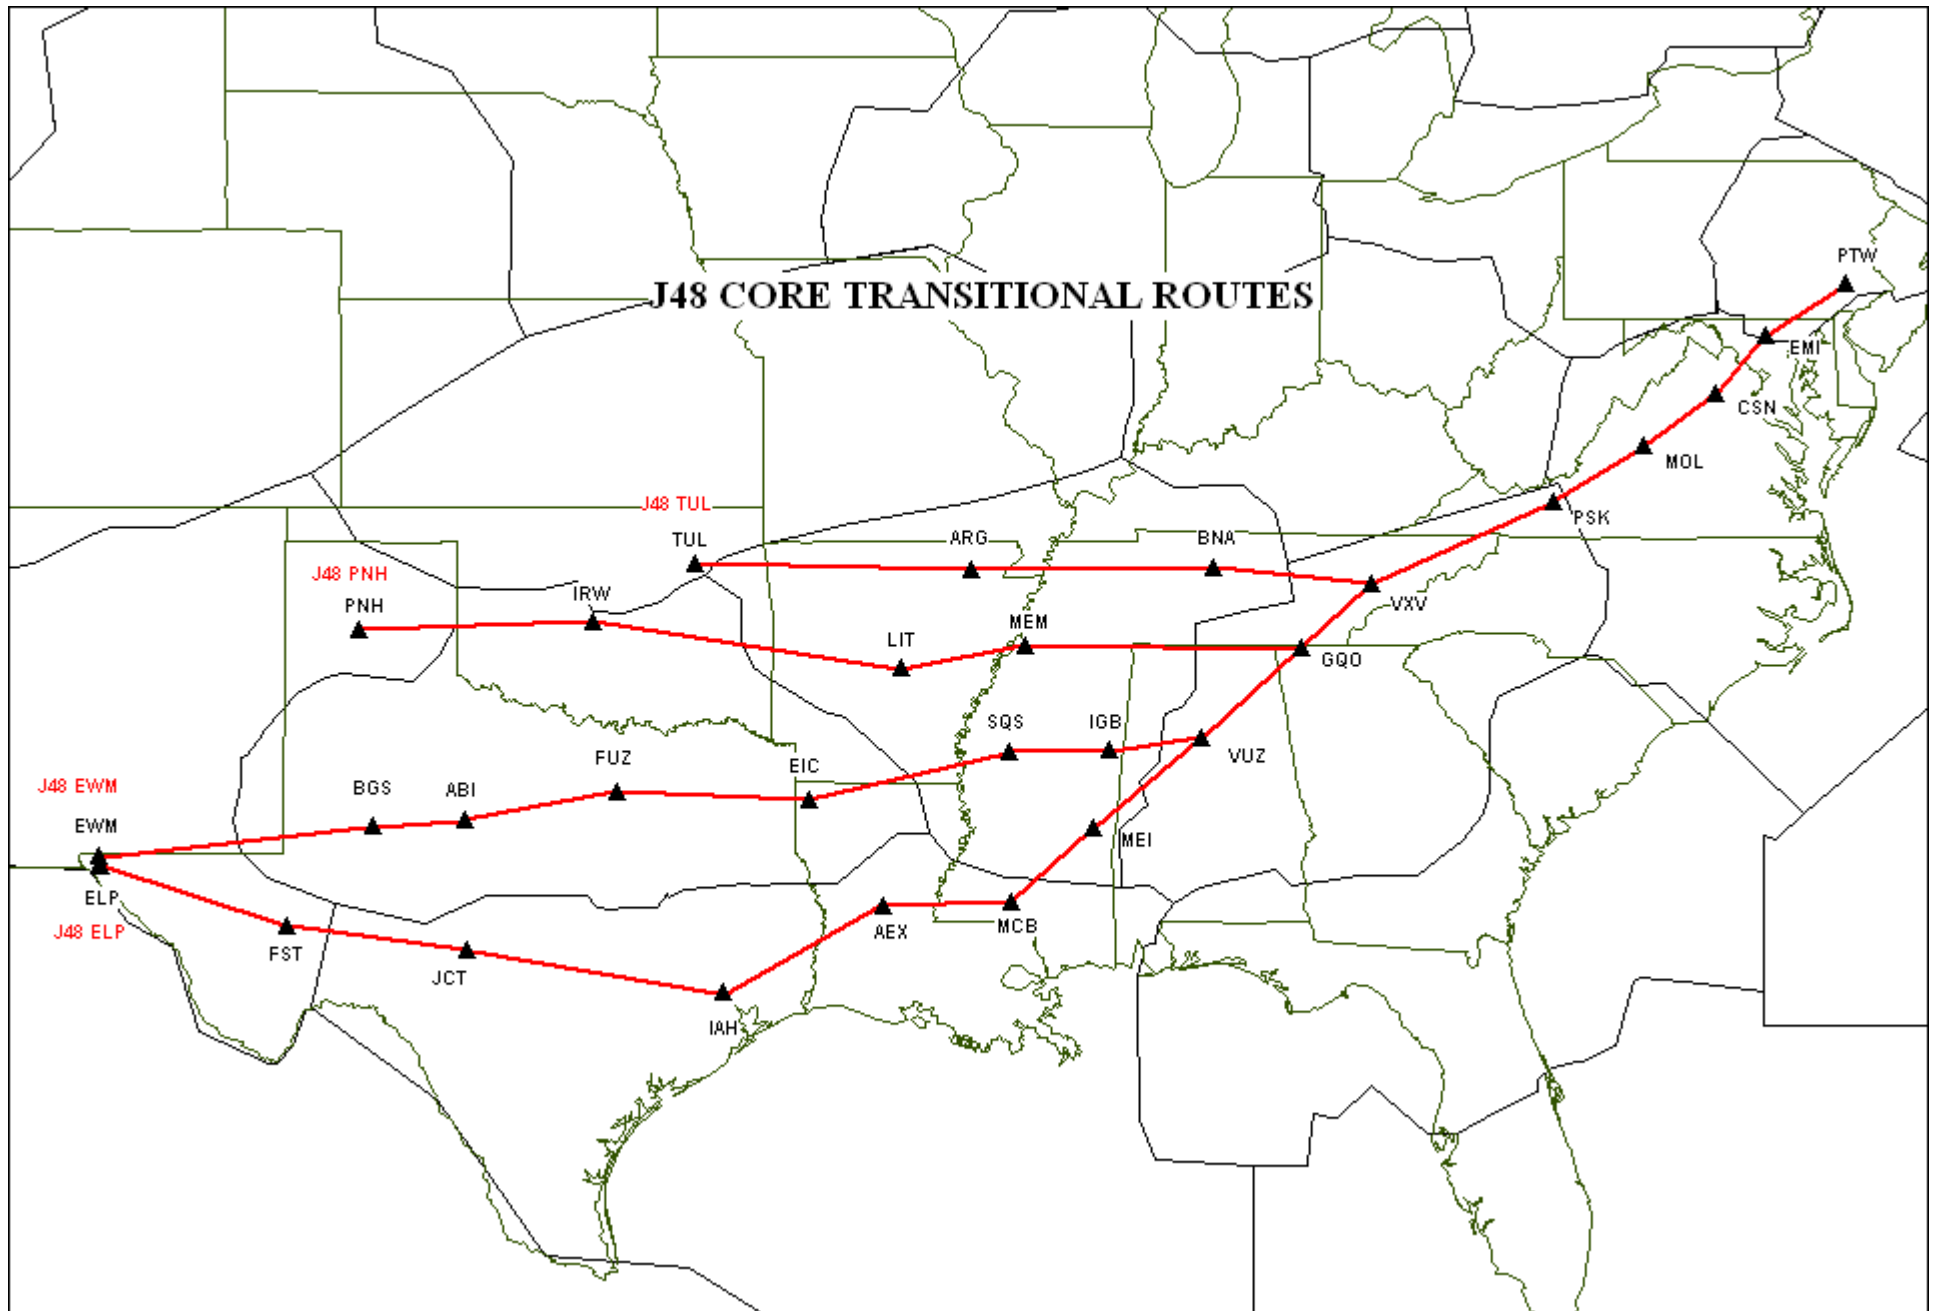 PTW
J48 CORE TRANSITIONAL ROUTES
EMI
CSN
MOL
J48 TUL
PSK
TUL
ARG
BNA
J48 PNH
IRW
PNH
VXV
MEM
LIT
GQO
SQS
IGB
VUZ
FUZ
EIC
J48 EWM
BGS
ABI
EWM
MEI
ELP
J48 ELP
AEX
MCB
FST
JCT
IAH